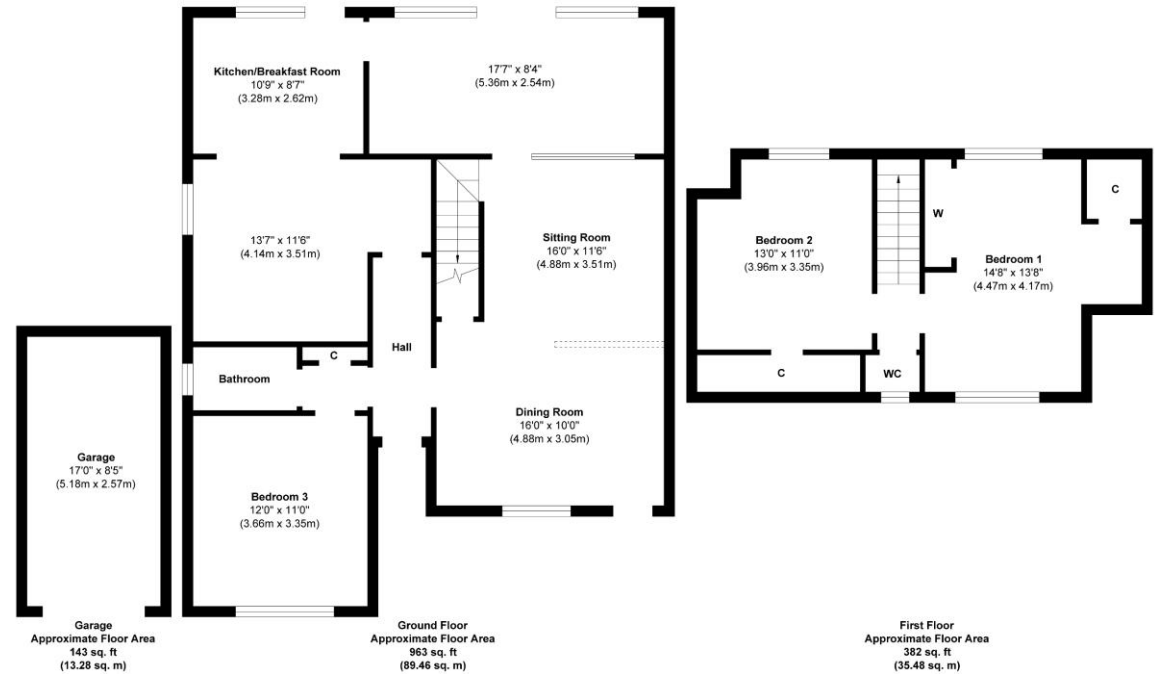 Kitchen/Breakfast Room
10'9" x 8'7"
(3.28m x 2.62m)
17'7" x 8'4"
(5.36m x 2.54m)
13'7" x 11'6"
(4.14m x 3.51m)
Sitting Room
16'0" x 11'6"
(4.88m x 3.51m)
Hall
C
Bathroom
Dining Room
16'0" x 10'0"
(4.88m x 3.05m)
Bedroom 3
12'0" x 11'0"
(3.66m x 3.35m)
Garage
17'0" x 8'5"
(5.18m x 2.57m)
Bedroom 2
13'0" x 11'0"
(3.96m x 3.35m)
W
C
Bedroom 1
14'8" x 13'8"
(4.47m x 4.17m)
C
WC
Garage
Approximate Floor Area
143 sq. ft
(13.28 sq. m)
Ground Floor
Approximate Floor Area
963 sq. ft
(89.46 sq. m)
First Floor
Approximate Floor Area
382 sq. ft
(35.48 sq. m)